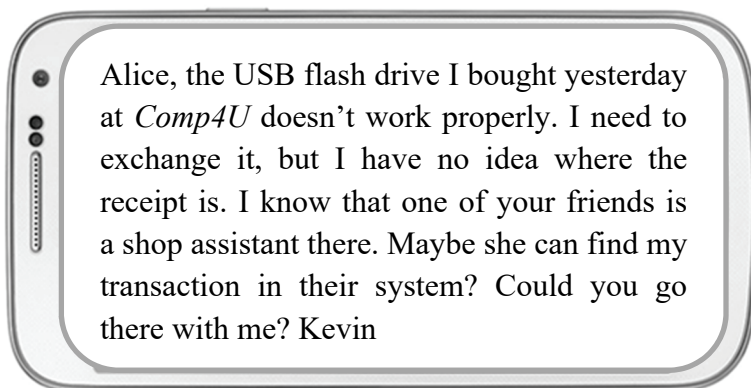 Alice, the USB flash drive I bought yesterday
at Comp4U doesn’t work properly. I need to
exchange it, but I have no idea where the
receipt is. I know that one of your friends is
a shop assistant there. Maybe she can find my
transaction in their system? Could you go
there with me? Kevin